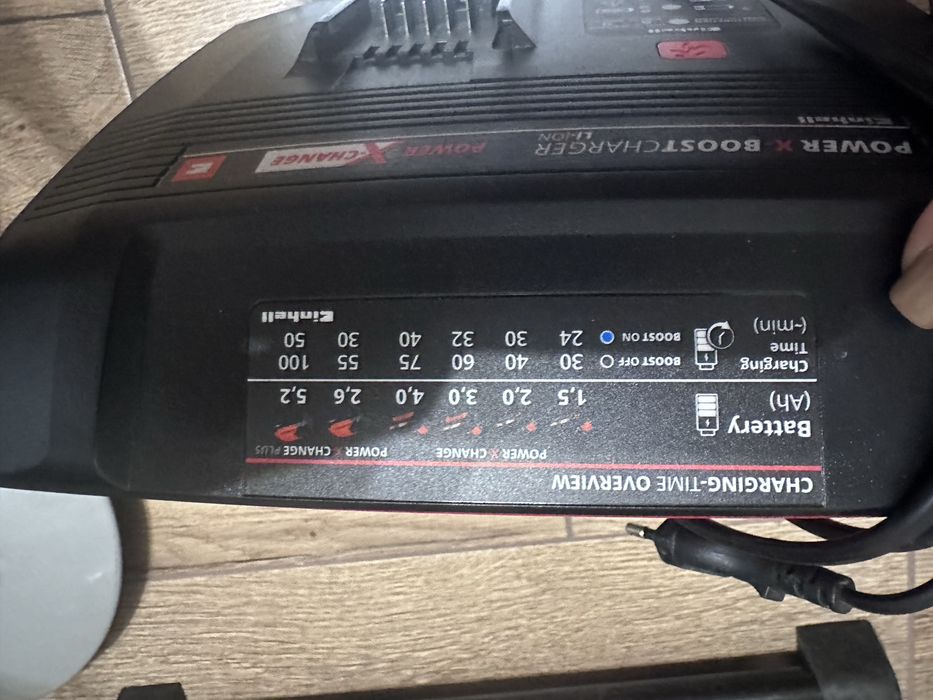 CHARGING-TIME OVERVIEW
POWER X-CHANGE POWER X-CHANGE PLUS
Battery
(Ah) 1,5 2,0 3,0 4,0 2,6 5,2
Charging BOOST OFF 30 40 60 75 55 100
Time BOOST ON 24 30 32 40 30 50
(~min)
Einhell
POWER X-BOOSTCHARGER POWER X-CHANGE
LI-ION
Einhell